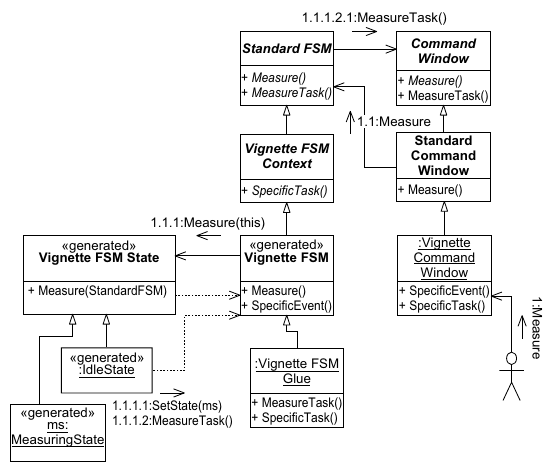 1.1.1.2.1:MeasureTask()
Standard FSM
+ Measure()
+ MeasureTask()
Command
Window
+ Measure()
+ MeasureTask()
1.1:Measure
Vignette FSM
Context
+ SpecificTask()
Standard
Command
Window
+ Measure()
1.1.1:Measure(this)
«generated»
Vignette FSM State
+ Measure(StandardFSM)
«generated»
Vignette FSM
+ Measure()
+ SpecificEvent()
:Vignette
Command
Window
+ SpecificEvent()
+ SpecificTask()
1:Measure
«generated»
:IdleState
:Vignette FSM
Glue
+ MeasureTask()
+ SpecificTask()
1.1.1.1:SetState(ms)
1.1.1.2:MeasureTask()
«generated»
ms:
MeasuringState